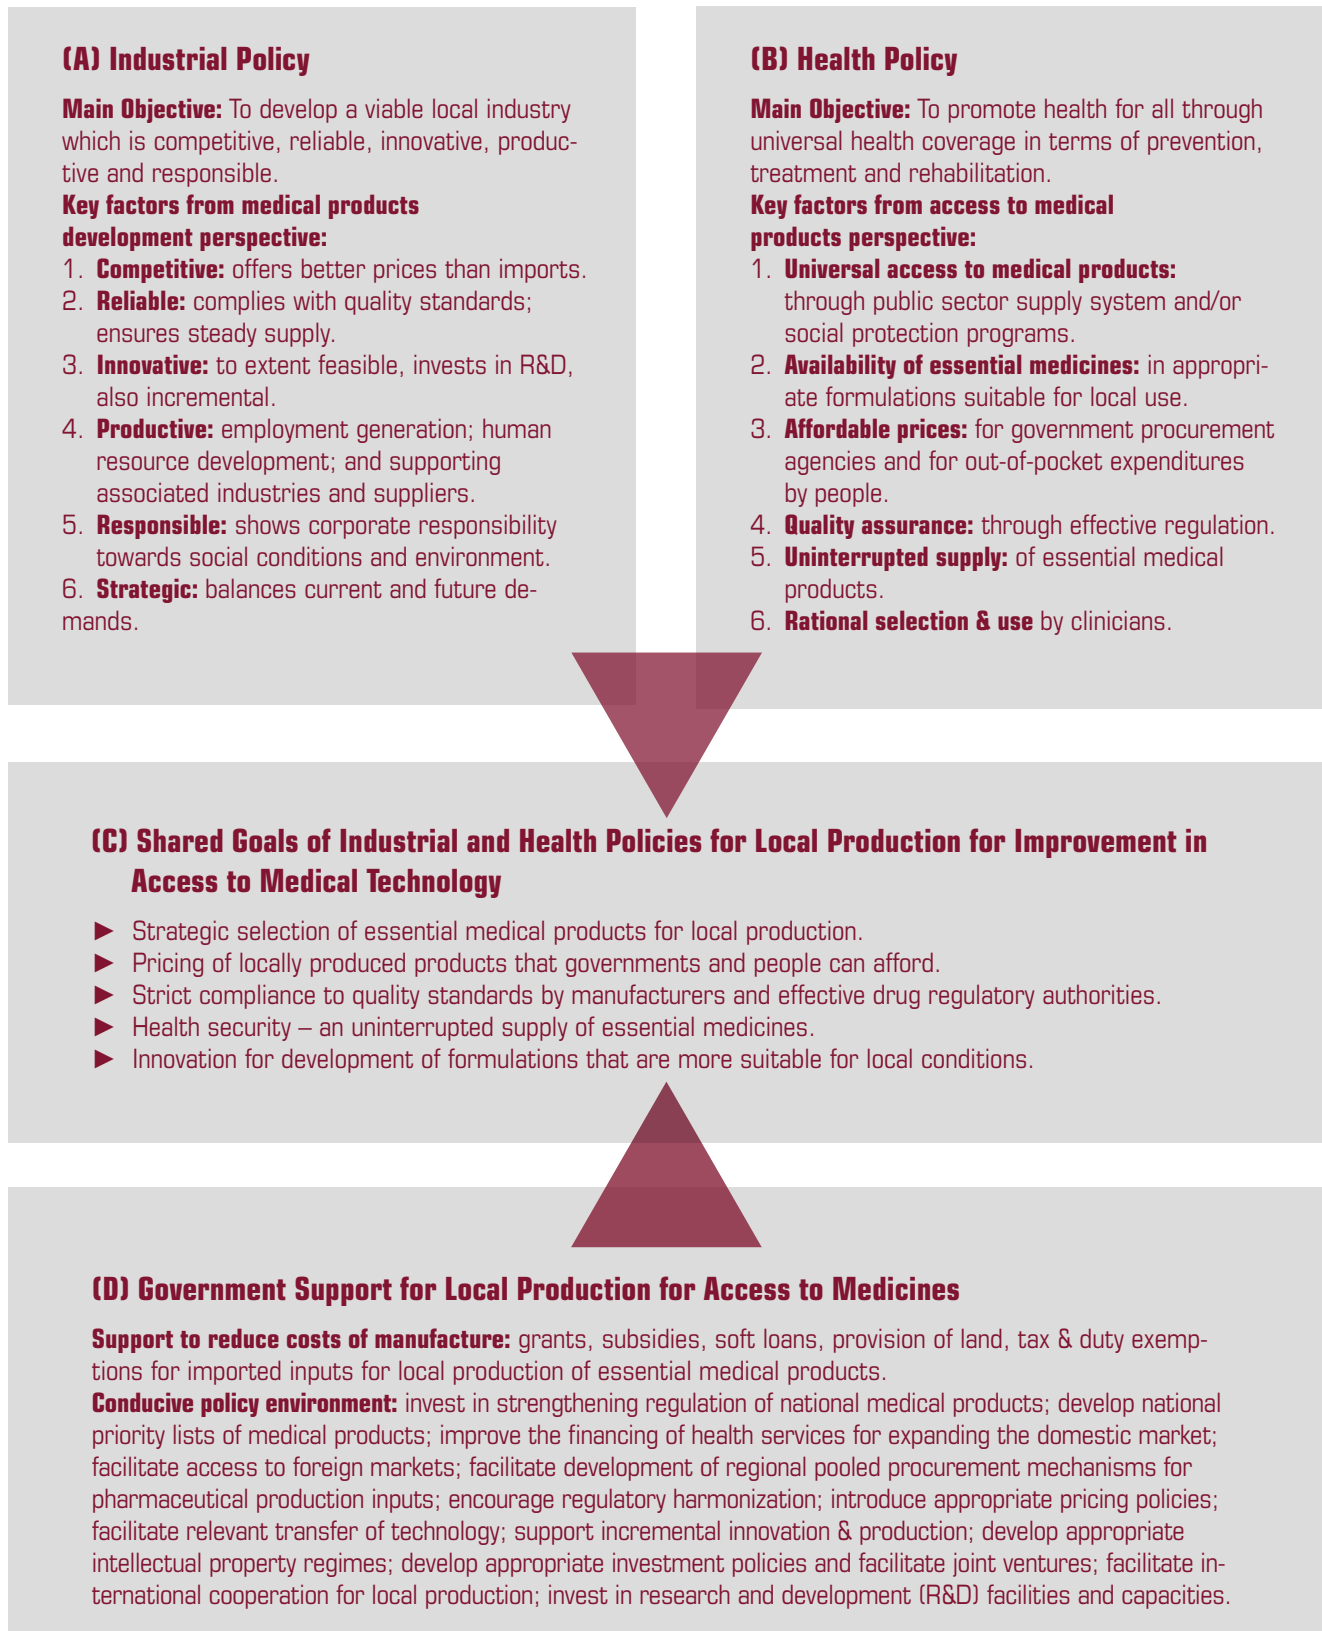 (A) Industrial Policy
Main Objective: To develop a viable local industry
which is competitive, reliable, innovative, produc-
tive and responsible.
Key factors from medical products
development perspective:
1. Competitive: offers better prices than imports.
2. Reliable: complies with quality standards;
ensures steady supply.
3. Innovative: to extent feasible, invests in R&D,
also incremental.
4. Productive: employment generation; human
resource development; and supporting
associated industries and suppliers.
5. Responsible: shows corporate responsibility
towards social conditions and environment.
6. Strategic: balances current and future de-
mands.
(B) Health Policy
Main Objective: To promote health for all through
universal health coverage in terms of prevention,
treatment and rehabilitation.
Key factors from access to medical
products perspective:
1. Universal access to medical products:
through public sector supply system and/or
social protection programs.
2. Availability of essential medicines: in appropri-
ate formulations suitable for local use.
3. Affordable prices: for government procurement
agencies and for out-of-pocket expenditures
by people.
4. Quality assurance: through effective regulation.
5. Uninterrupted supply: of essential medical
products.
6. Rational selection & use by clinicians.
(C) Shared Goals of Industrial and Health Policies for Local Production for Improvement in
Access to Medical Technology
► Strategic selection of essential medical products for local production.
► Pricing of locally produced products that governments and people can afford.
► Strict compliance to quality standards by manufacturers and effective drug regulatory authorities.
► Health security – an uninterrupted supply of essential medicines.
► Innovation for development of formulations that are more suitable for local conditions.
(D) Government Support for Local Production for Access to Medicines
Support to reduce costs of manufacture: grants, subsidies, soft loans, provision of land, tax & duty exemp-
tions for imported inputs for local production of essential medical products.
Conducive policy environment: invest in strengthening regulation of national medical products; develop national
priority lists of medical products; improve the financing of health services for expanding the domestic market;
facilitate access to foreign markets; facilitate development of regional pooled procurement mechanisms for
pharmaceutical production inputs; encourage regulatory harmonization; introduce appropriate pricing policies;
facilitate relevant transfer of technology; support incremental innovation & production; develop appropriate
intellectual property regimes; develop appropriate investment policies and facilitate joint ventures; facilitate in-
ternational cooperation for local production; invest in research and development (R&D) facilities and capacities.